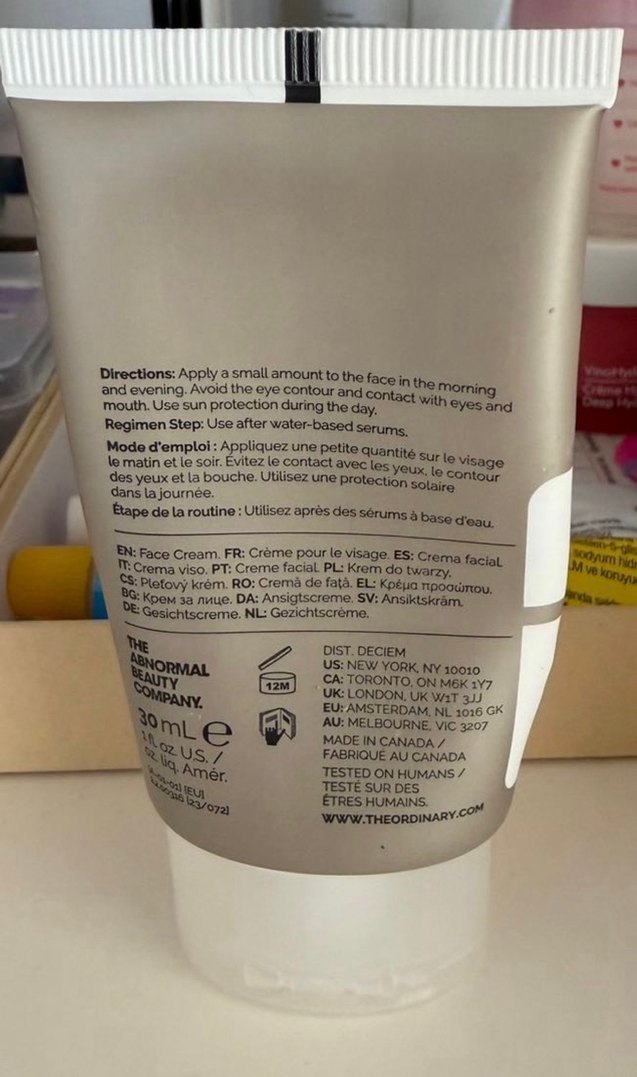 Directions: Apply a small amount to the face in the morning
and evening. Avoid the eye contour and contact with eyes and
mouth. Use sun protection during the day.
Regimen Step: Use after water-based serums.
Mode d'emploi : Appliquez une petite quantité sur le visage
le matin et le soir. Évitez le contact avec les yeux, le contour
des yeux et la bouche. Utilisez une protection solaire
dans la journée.
Étape de la routine : Utilisez après des sérums à base d'eau.
EN: Face Cream. FR: Crème pour le visage. ES: Crema facial.
IT: Crema viso. PT: Creme facial. PL: Krem do twarzy.
CS: Pleťový krém. RO: Cremă de față. EL: Κρέμα προσώπου.
BG: Крем за лице. DA: Ansigtscreme. SV: Ansiktskräm.
DE: Gesichtscreme. NL: Gezichtscrème.
THE
ABNORMAL
BEAUTY
COMPANY.
30 mL e
1 fl. oz. U.S. /
oz. liq. Amér.
[EU]
[23/072]
12M
DIST. DECIEM
US: NEW YORK, NY 10010
CA: TORONTO, ON M6K 1Y7
UK: LONDON, UK W1T 3JJ
EU: AMSTERDAM, NL 1016 GK
AU: MELBOURNE, VIC 3207
MADE IN CANADA /
FABRIQUÉ AU CANADA
TESTED ON HUMANS /
TESTÉ SUR DES
ÊTRES HUMAINS.
WWW.THEORDINARY.COM
Crème
Deep
M ve koruyu